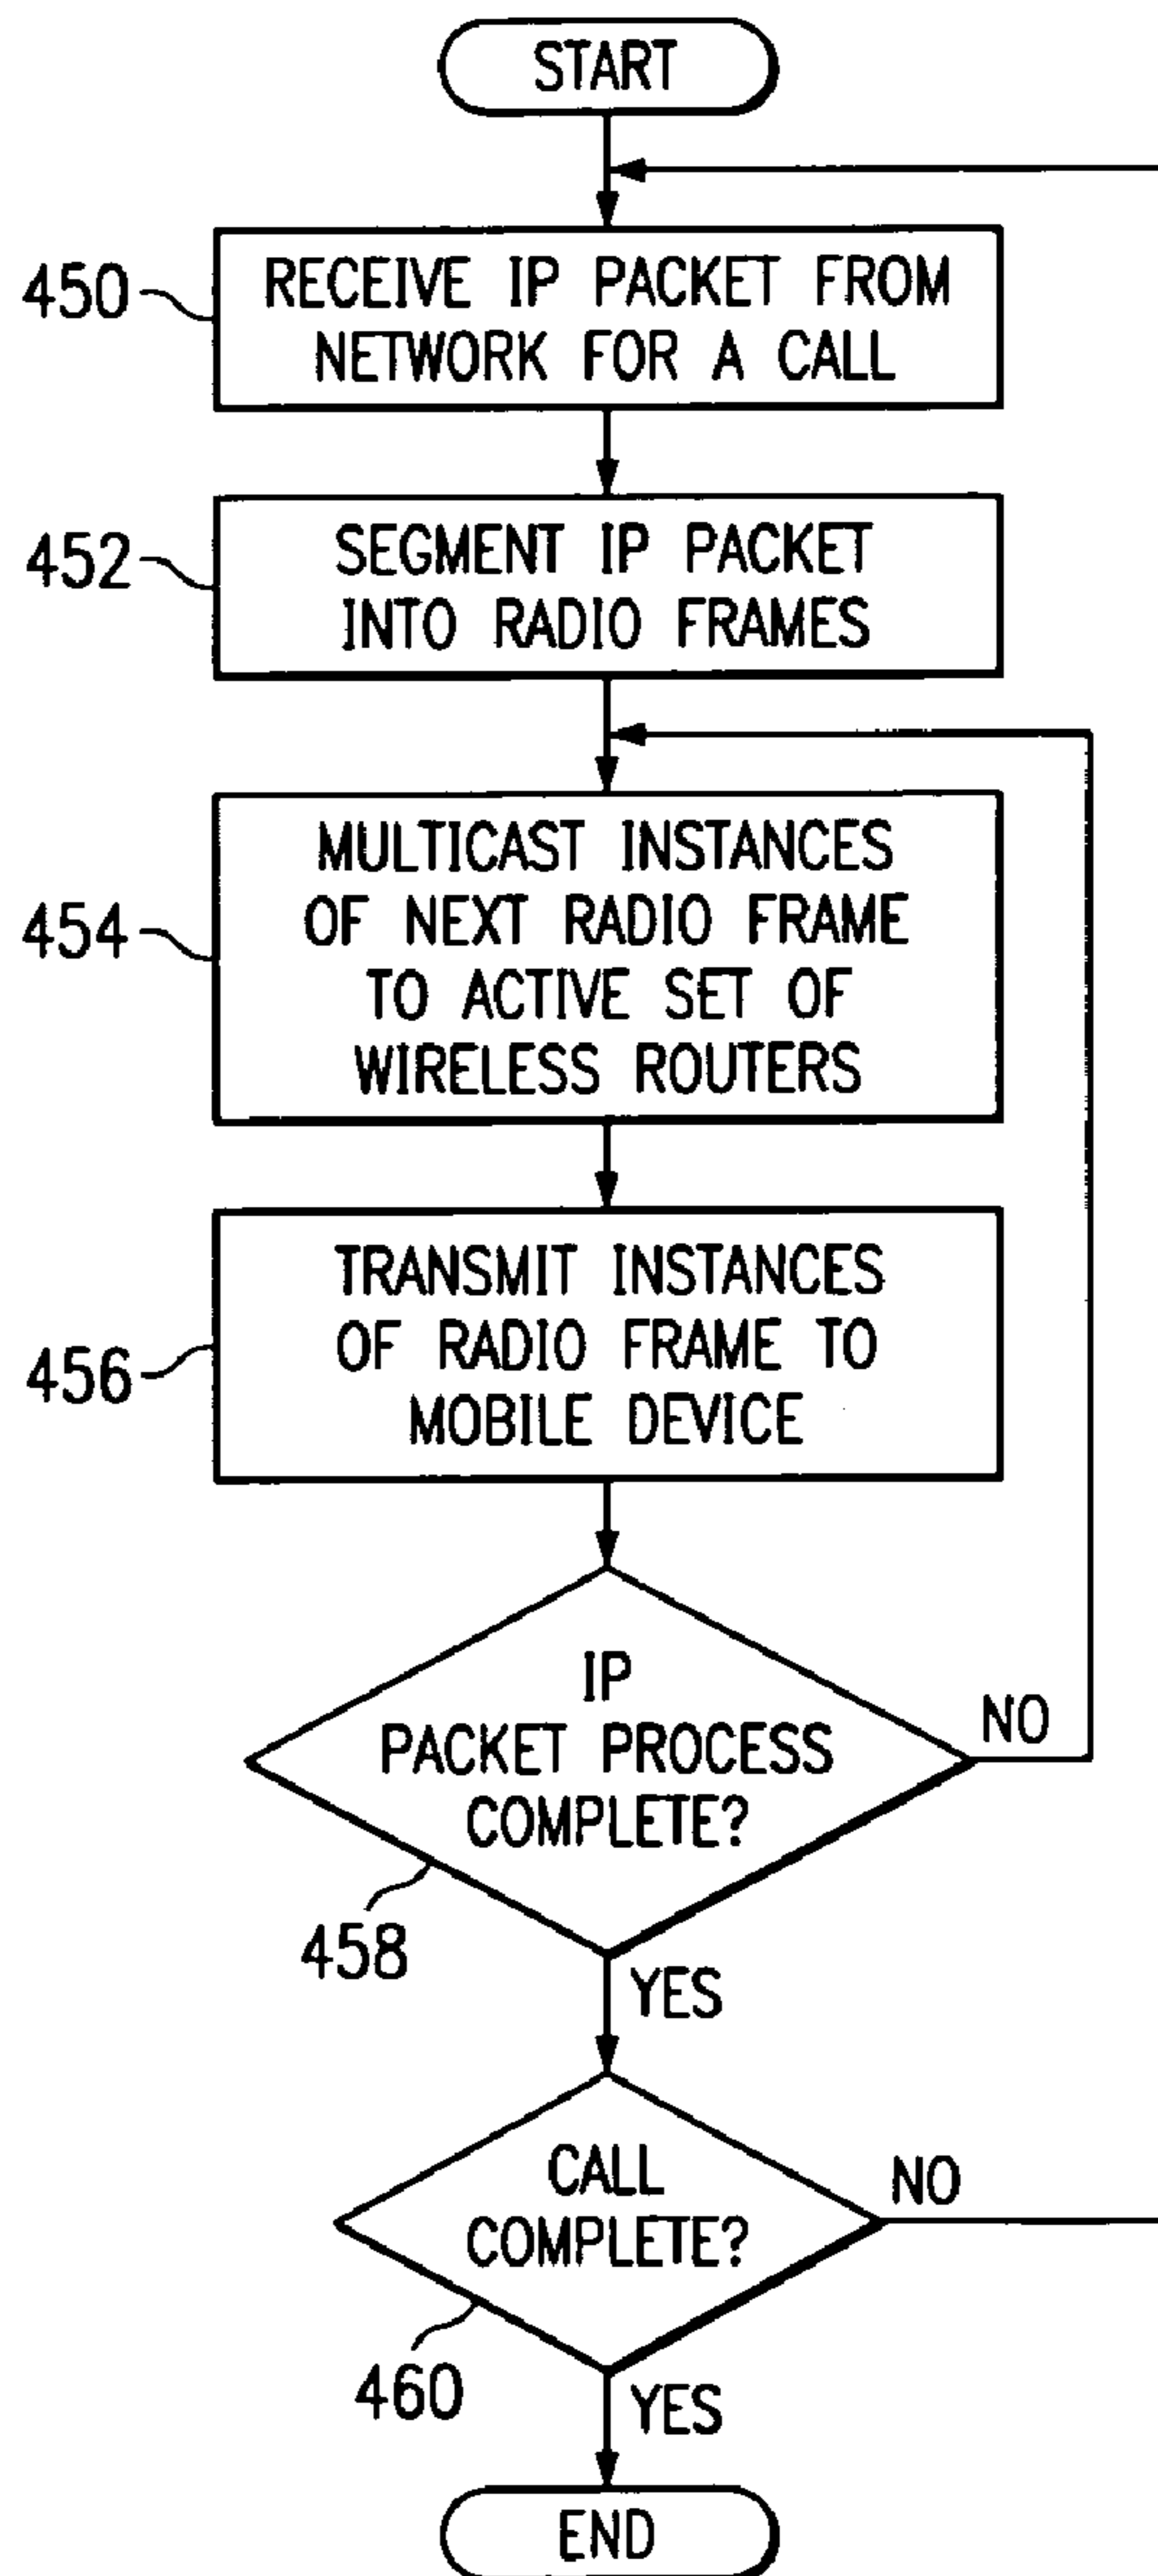 START
450
RECEIVE IP PACKET FROM
NETWORK FOR A CALL
452
SEGMENT IP PACKET
INTO RADIO FRAMES
454
MULTICAST INSTANCES
OF NEXT RADIO FRAME
TO ACTIVE SET OF
WIRELESS ROUTERS
456
TRANSMIT INSTANCES
OF RADIO FRAME TO
MOBILE DEVICE
IP
PACKET PROCESS
COMPLETE?
NO
458
YES
CALL
COMPLETE?
NO
460
YES
END